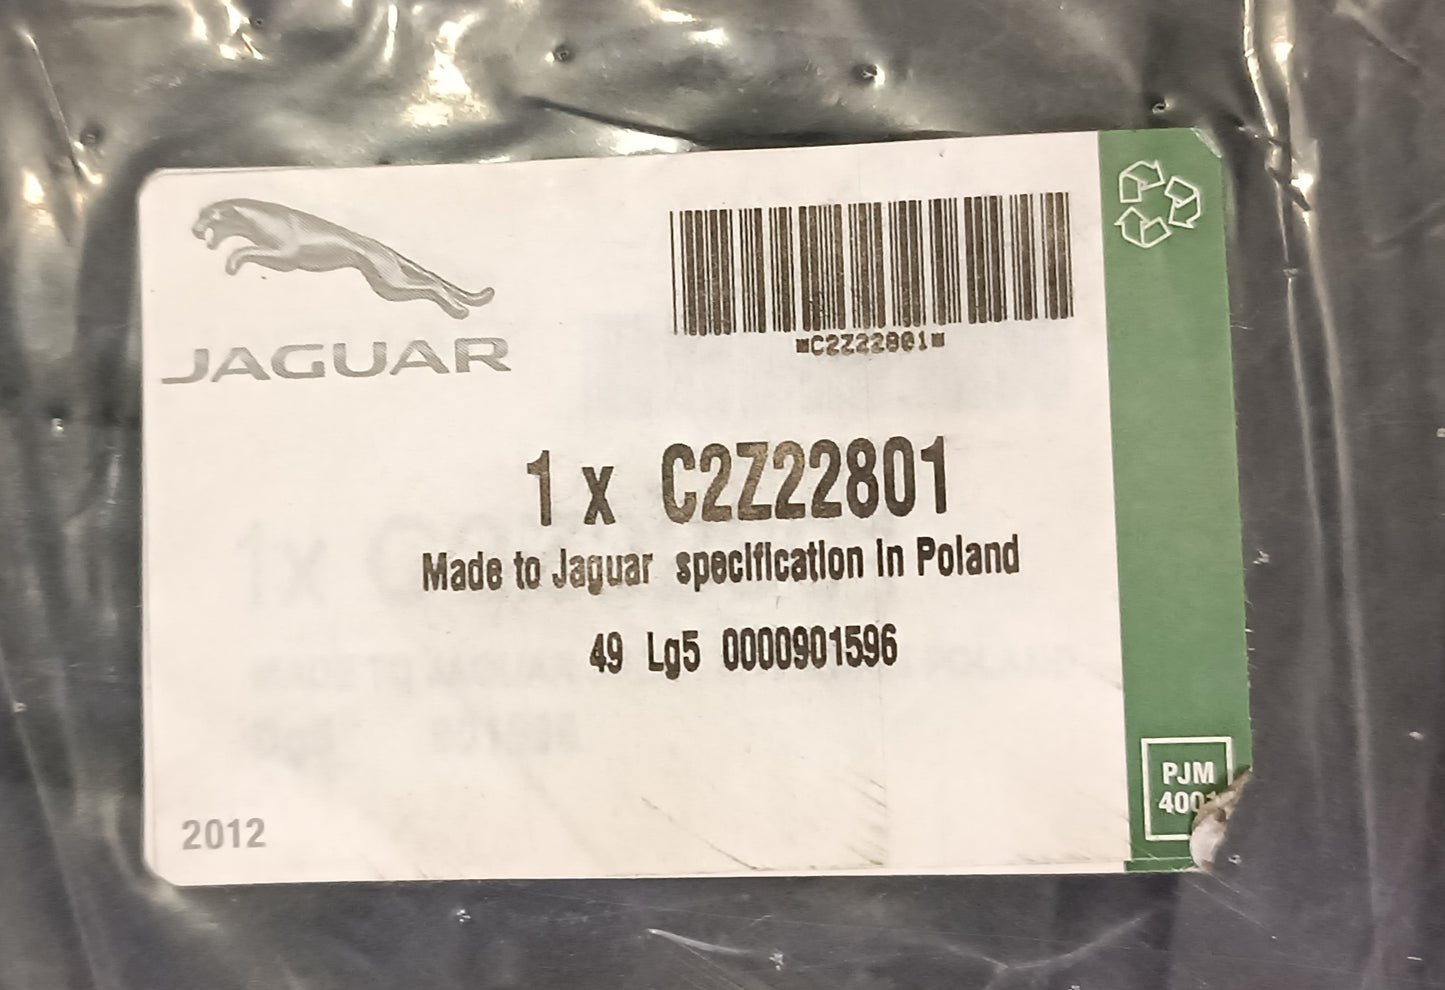 JAGUAR
*C2Z22801*
1 x C2Z22801
Made to Jaguar specification in Poland
49 Lg5 0000901596
2012
PJM